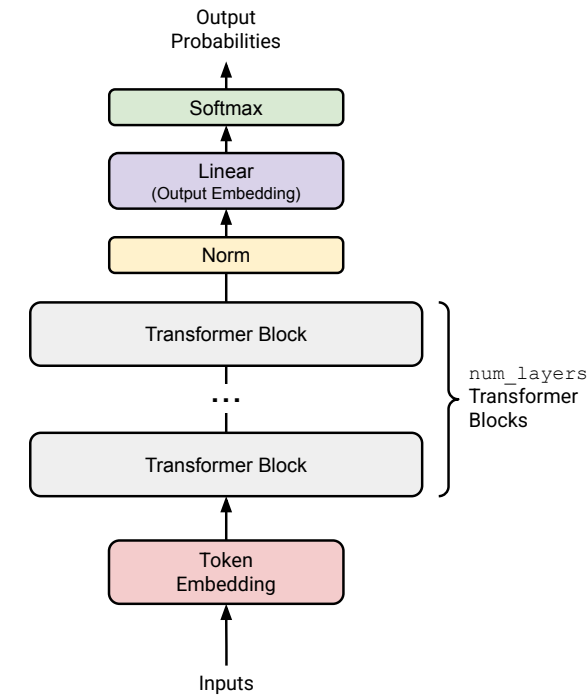 Output
Probabilities
Softmax
Linear
(Output Embedding)
Norm
Transformer Block
...
Transformer Block
num_layers
Transformer
Blocks
Token
Embedding
Inputs